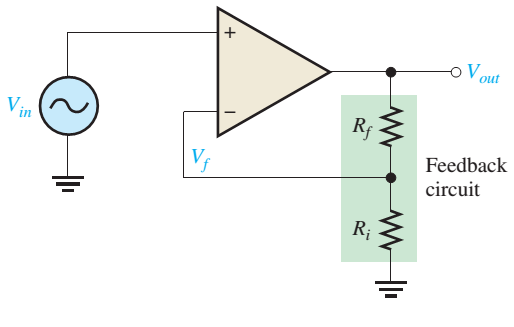 +
V_in
−
V_out
R_f
V_f
Feedback
circuit
R_i